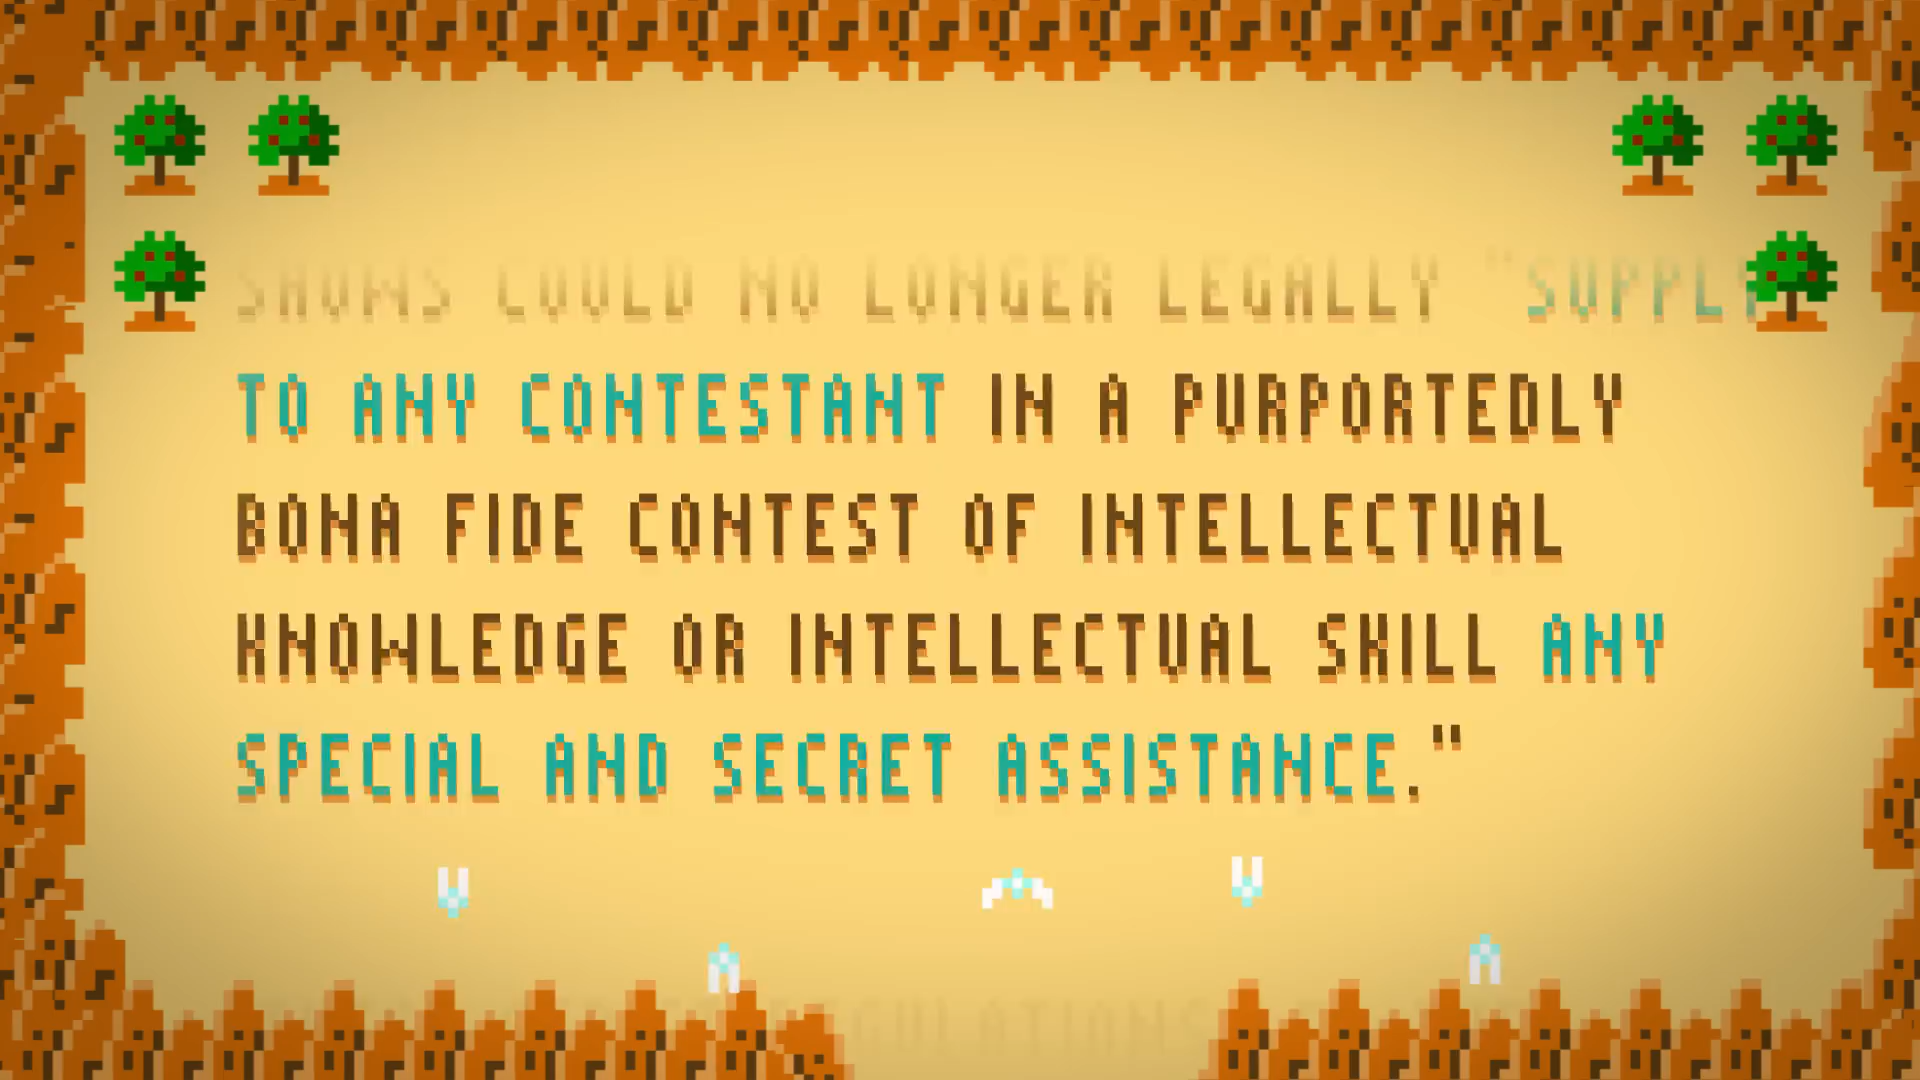 SHOWS COULD NO LONGER LEGALLY "SUPPLY
TO ANY CONTESTANT IN A PURPORTEDLY
BONA FIDE CONTEST OF INTELLECTUAL
KNOWLEDGE OR INTELLECTUAL SKILL ANY
SPECIAL AND SECRET ASSISTANCE."
REGULATIONS